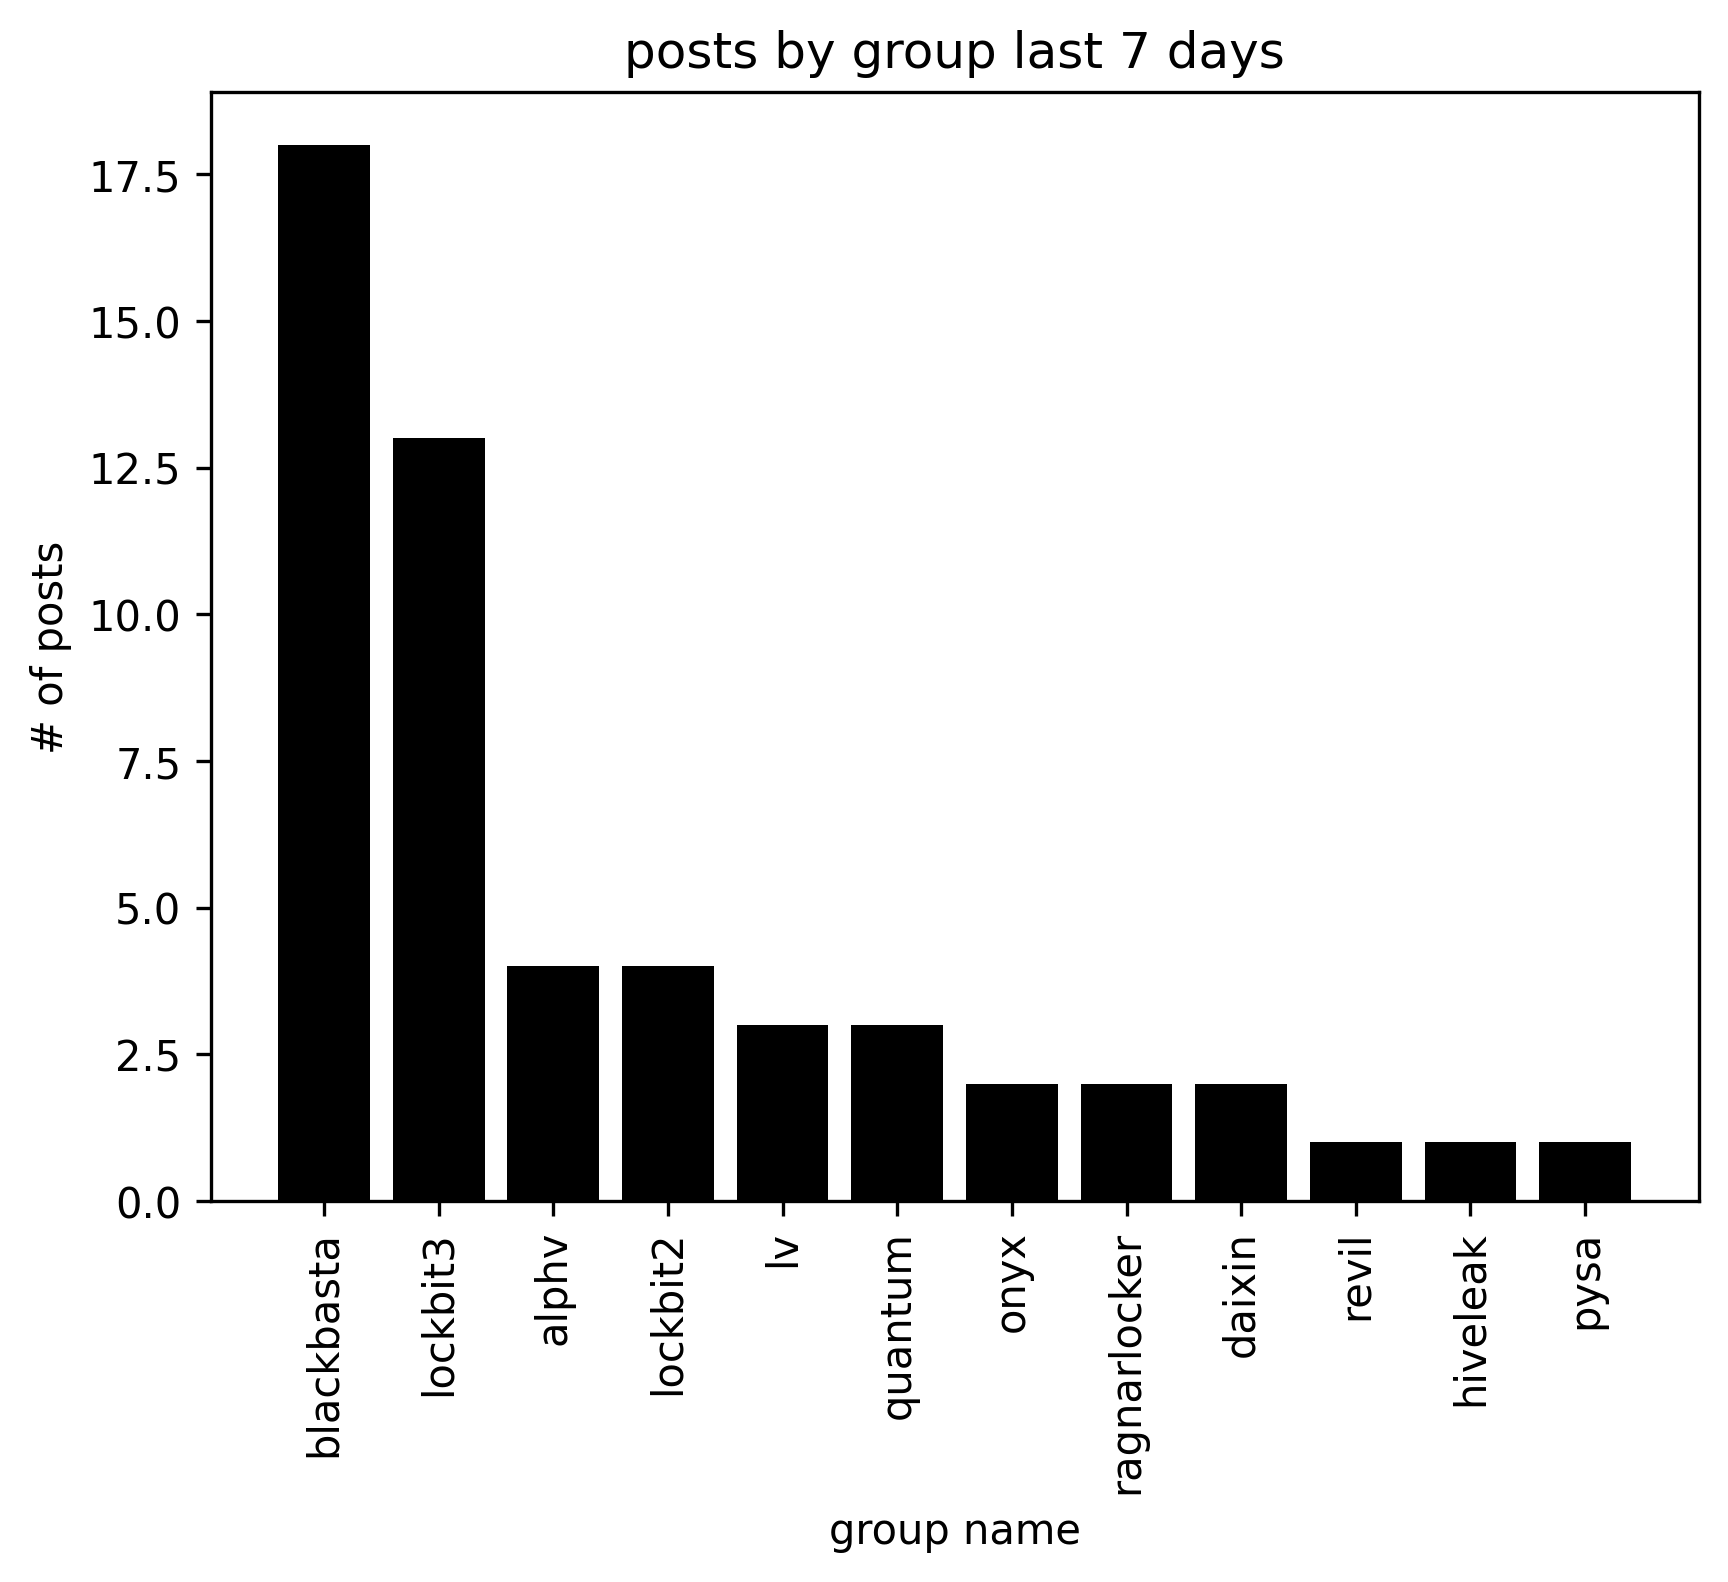 posts by group last 7 days
# of posts
17.5
15.0
12.5
10.0
7.5
5.0
2.5
0.0
blackbasta
lockbit3
alphv
lockbit2
lv
quantum
onyx
ragnarlocker
daixin
revil
hiveleak
pysa
group name